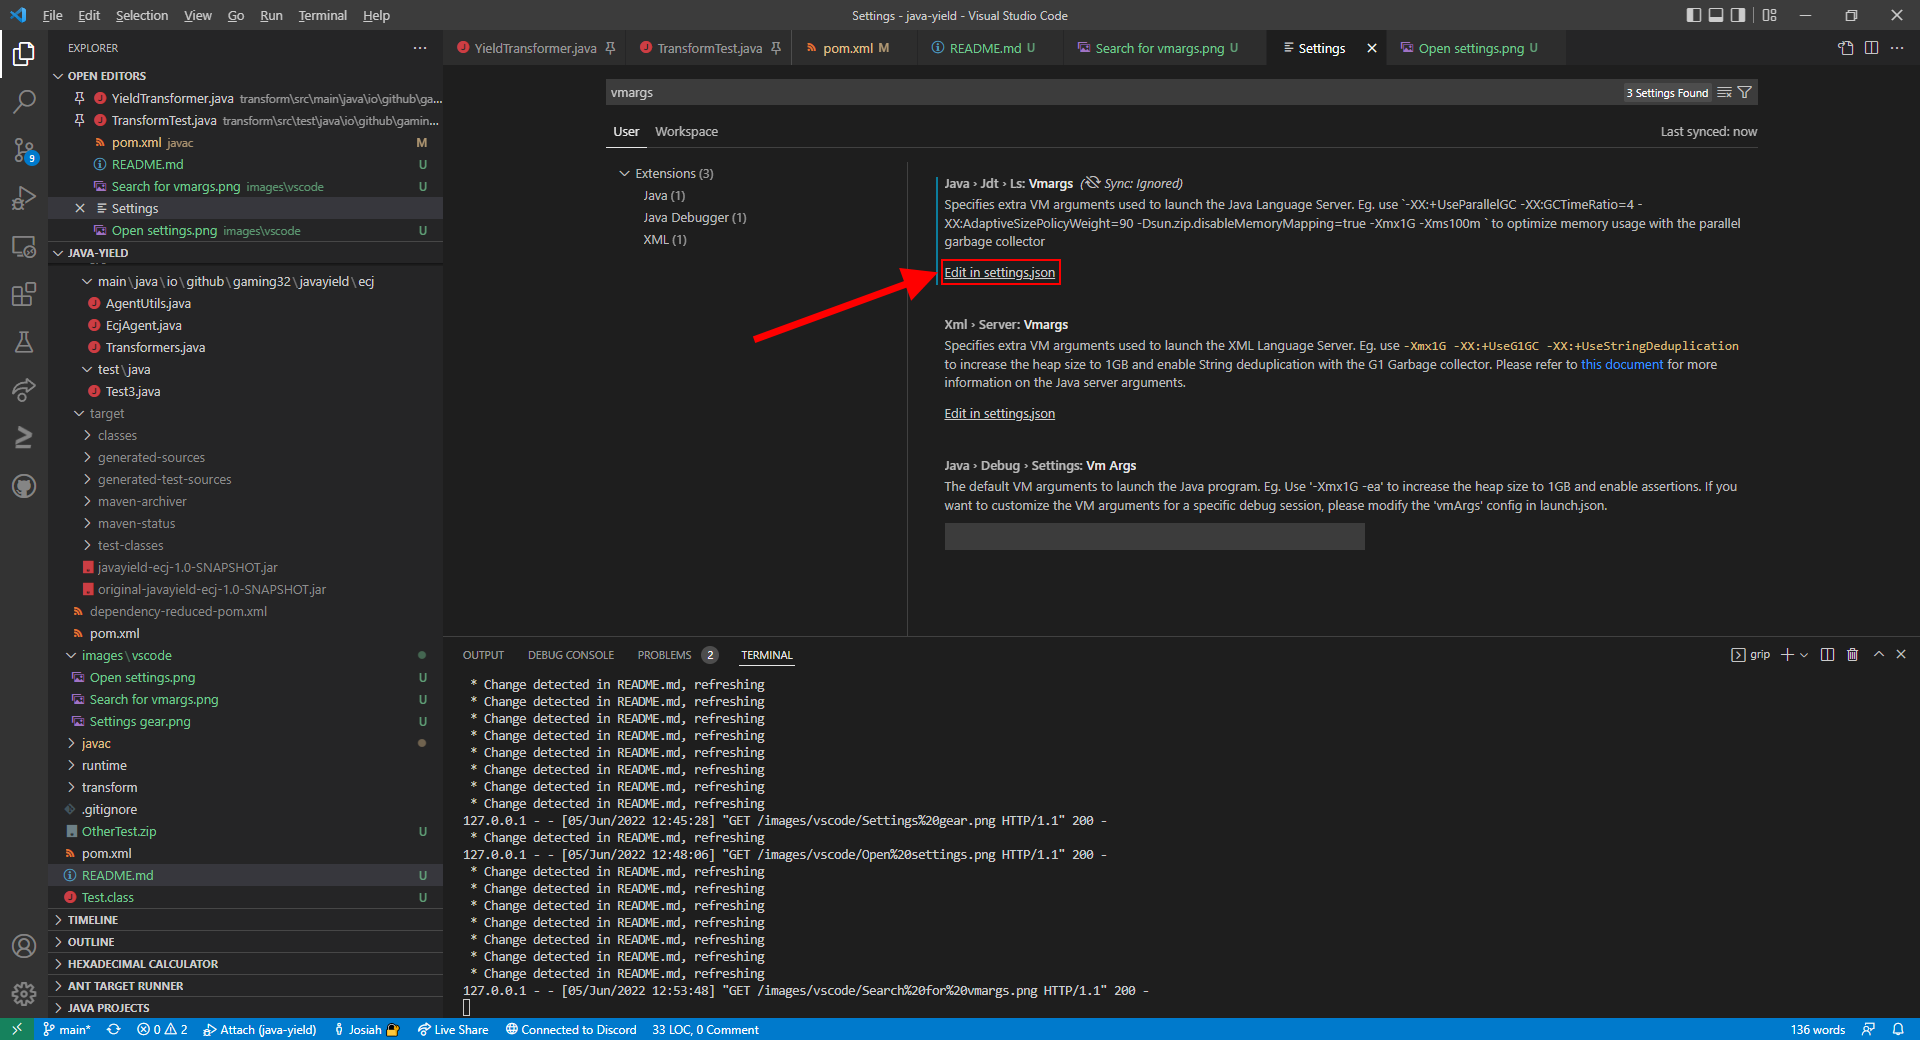 File Edit Selection View Go Run Terminal Help
Settings - java-yield - Visual Studio Code
EXPLORER
OPEN EDITORS
YieldTransformer.java transform\src\main\java\io\github\ga...
TransformTest.java transform\src\test\java\io\github\gamin...
pom.xml javac M
README.md U
Search for vmargs.png images\vscode U
Settings
Open settings.png images\vscode U
JAVA-YIELD
main\java\io\github\gaming32\javayield\ecj
AgentUtils.java
EcjAgent.java
Transformers.java
test\java
Test3.java
target
classes
generated-sources
generated-test-sources
maven-archiver
maven-status
test-classes
javayield-ecj-1.0-SNAPSHOT.jar
original-javayield-ecj-1.0-SNAPSHOT.jar
dependency-reduced-pom.xml
pom.xml
images\vscode
Open settings.png U
Search for vmargs.png U
Settings gear.png U
javac
runtime
transform
.gitignore
OtherTest.zip U
pom.xml
README.md U
Test.class U
TIMELINE
OUTLINE
HEXADECIMAL CALCULATOR
ANT TARGET RUNNER
JAVA PROJECTS
9
YieldTransformer.java TransformTest.java pom.xml M README.md U Search for vmargs.png U Settings Open settings.png U
vmargs 3 Settings Found
User Workspace Last synced: now
Extensions (3)
Java (1)
Java Debugger (1)
XML (1)
Java › Jdt › Ls: Vmargs ( Sync: Ignored)
Specifies extra VM arguments used to launch the Java Language Server. Eg. use `-XX:+UseParallelGC -XX:GCTimeRatio=4 -
XX:AdaptiveSizePolicyWeight=90 -Dsun.zip.disableMemoryMapping=true -Xmx1G -Xms100m ` to optimize memory usage with the parallel
garbage collector
Edit in settings.json
Xml › Server: Vmargs
Specifies extra VM arguments used to launch the XML Language Server. Eg. use -Xmx1G -XX:+UseG1GC -XX:+UseStringDeduplication
to increase the heap size to 1GB and enable String deduplication with the G1 Garbage collector. Please refer to this document for more
information on the Java server arguments.
Edit in settings.json
Java › Debug › Settings: Vm Args
The default VM arguments to launch the Java program. Eg. Use '-Xmx1G -ea' to increase the heap size to 1GB and enable assertions. If you
want to customize the VM arguments for a specific debug session, please modify the 'vmArgs' config in launch.json.
OUTPUT DEBUG CONSOLE PROBLEMS 2 TERMINAL grip
* Change detected in README.md, refreshing
* Change detected in README.md, refreshing
* Change detected in README.md, refreshing
* Change detected in README.md, refreshing
* Change detected in README.md, refreshing
* Change detected in README.md, refreshing
* Change detected in README.md, refreshing
* Change detected in README.md, refreshing
127.0.0.1 - - [05/Jun/2022 12:45:28] "GET /images/vscode/Settings%20gear.png HTTP/1.1" 200 -
* Change detected in README.md, refreshing
127.0.0.1 - - [05/Jun/2022 12:48:06] "GET /images/vscode/Open%20settings.png HTTP/1.1" 200 -
* Change detected in README.md, refreshing
* Change detected in README.md, refreshing
* Change detected in README.md, refreshing
* Change detected in README.md, refreshing
* Change detected in README.md, refreshing
* Change detected in README.md, refreshing
* Change detected in README.md, refreshing
127.0.0.1 - - [05/Jun/2022 12:53:48] "GET /images/vscode/Search%20for%20vmargs.png HTTP/1.1" 200 -
main* 0 2 Attach (java-yield) Josiah Live Share Connected to Discord 33 LOC, 0 Comment 136 words